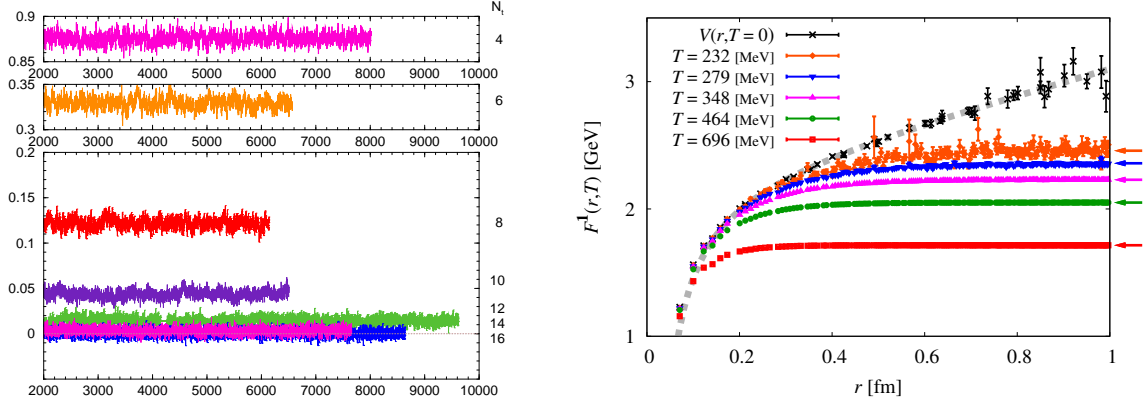 N_t
0.9
4
0.85
2000 3000 4000 5000 6000 7000 8000 9000 10000
0.35
6
0.3
2000 3000 4000 5000 6000 7000 8000 9000 10000
0.2
0.15
8
0.1
10
0.05
12
14
0
16
2000 3000 4000 5000 6000 7000 8000 9000 10000
V(r,T=0)
T = 232 [MeV]
T = 279 [MeV]
T = 348 [MeV]
T = 464 [MeV]
T = 696 [MeV]
3
F¹(r,T) [GeV]
2
1
0 0.2 0.4 0.6 0.8 1
r [fm]